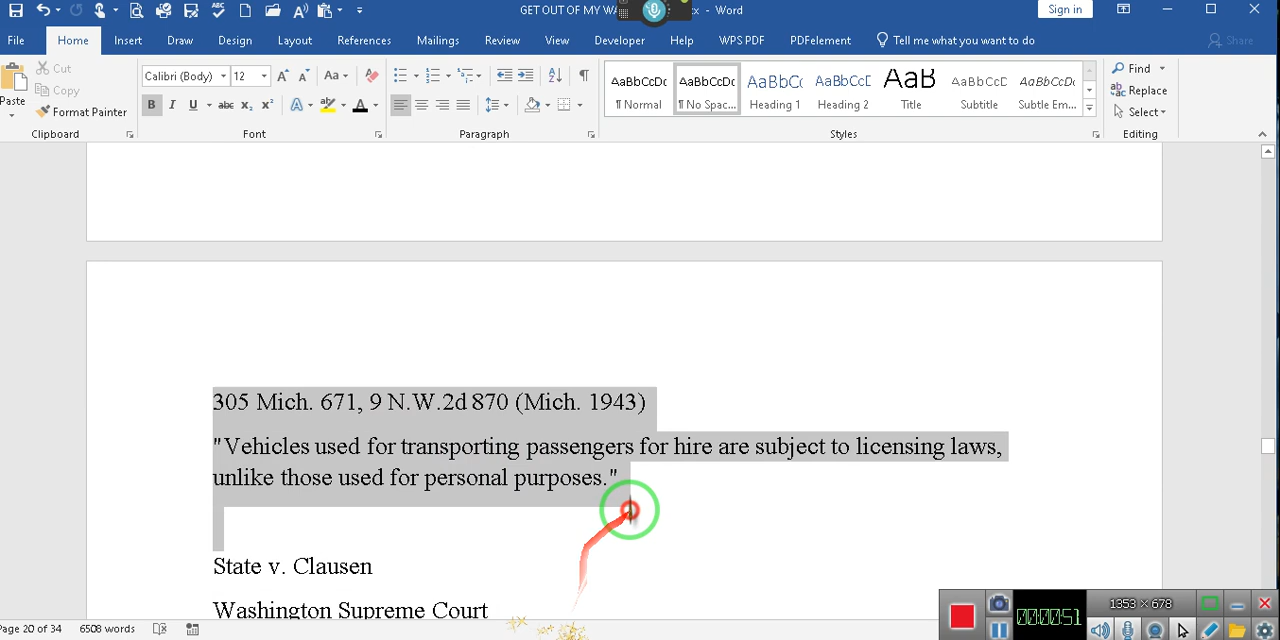 GET OUT OF MY WA
x - Word
Sign in
File Home Insert Draw Design Layout References Mailings Review View Developer Help WPS PDF PDFelement Tell me what you want to do Share
Cut
Copy
Paste
Format Painter
Clipboard
Calibri (Body) 12
Font
Paragraph
AaBbCcDc AaBbCcDc AaBbCc AaBbCcD AaB AaBbCcD AaBbCcDc
¶ Normal ¶ No Spac... Heading 1 Heading 2 Title Subtitle Subtle Em...
Styles
Find
Replace
Select
Editing
305 Mich. 671, 9 N.W.2d 870 (Mich. 1943)
"Vehicles used for transporting passengers for hire are subject to licensing laws,
unlike those used for personal purposes."
State v. Clausen
Washington Supreme Court
Page 20 of 34 6508 words
00:00:51
1353 × 678